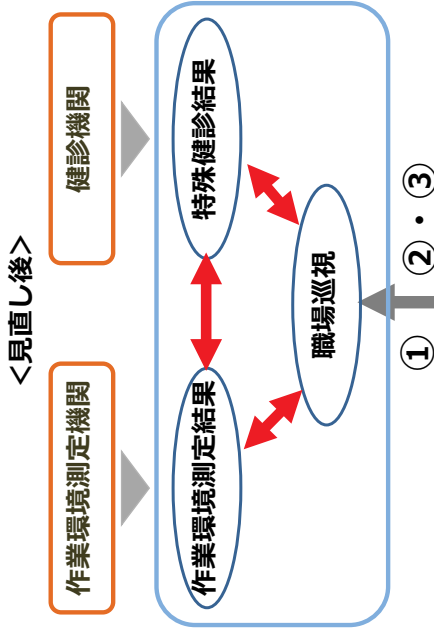 <見直し後>
作業環境測定機関
健診機関
作業環境測定結果
特殊健診結果
職場巡視
① ②・③